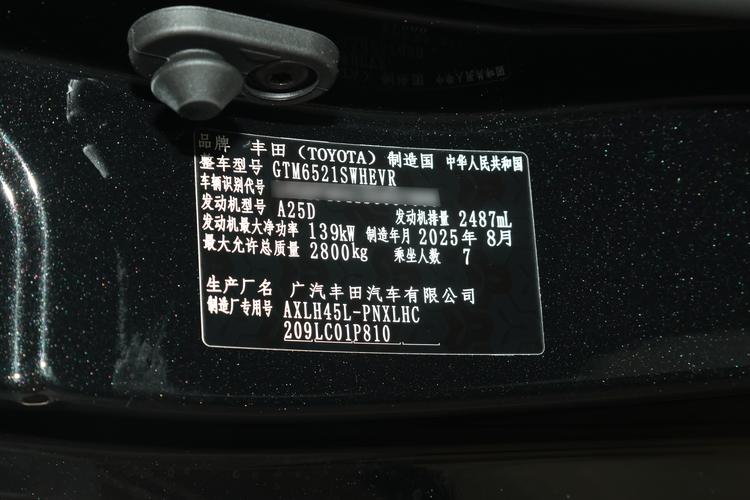 品牌 丰田（TOYOTA）制造国 中华人民共和国
整车型号 GTM6521SWHEVR
车辆识别代号
发动机型号 A25D 发动机排量 2487mL
发动机最大净功率 139kW 制造年月 2025年 8月
最大允许总质量 2800kg 乘坐人数 7
生产厂名 广汽丰田汽车有限公司
制造厂专用号 AXLH45L-PNXLHC
209LC01P810